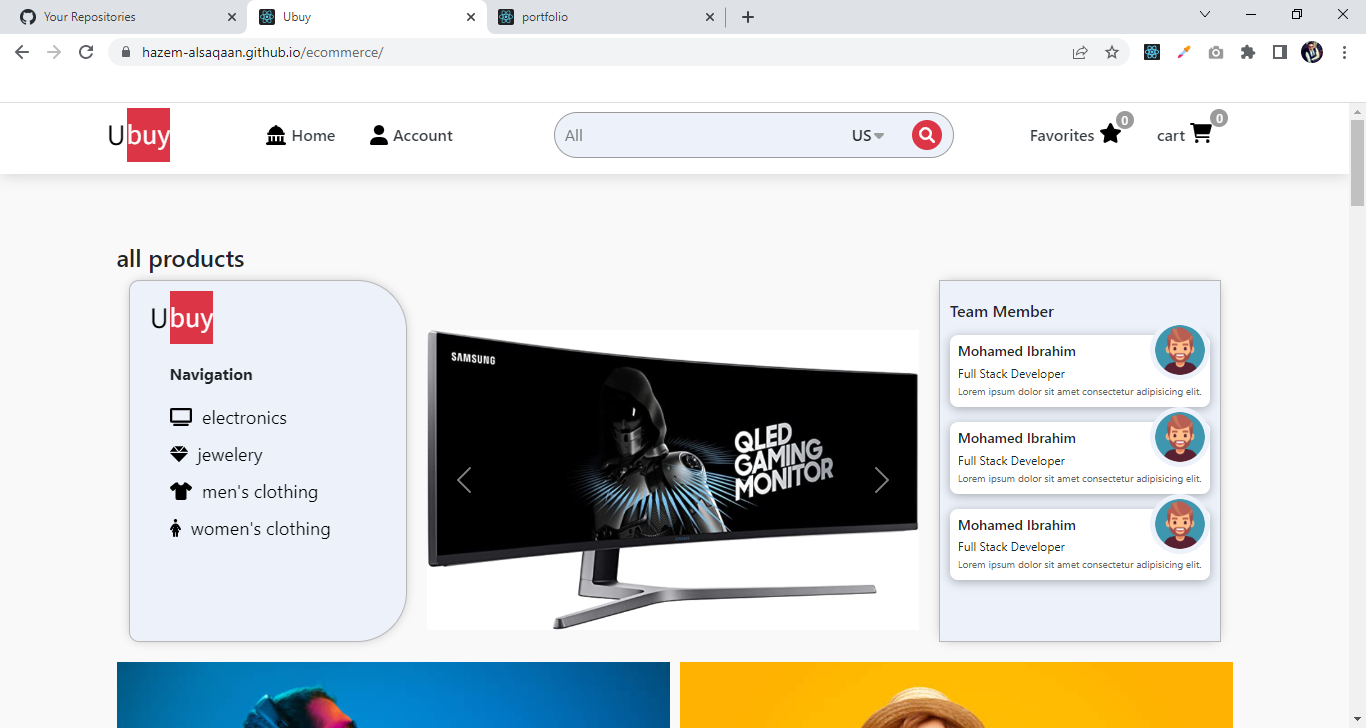 Your Repositories
Ubuy
portfolio
hazem-alsaqaan.github.io/ecommerce/
Ubuy
Home
Account
All
US
Favorites
0
cart
0
all products
Ubuy
Navigation
electronics
jewelery
men's clothing
women's clothing
SAMSUNG
QLED
GAMING
MONITOR
Team Member
Mohamed Ibrahim
Full Stack Developer
Lorem ipsum dolor sit amet consectetur adipisicing elit.
Mohamed Ibrahim
Full Stack Developer
Lorem ipsum dolor sit amet consectetur adipisicing elit.
Mohamed Ibrahim
Full Stack Developer
Lorem ipsum dolor sit amet consectetur adipisicing elit.